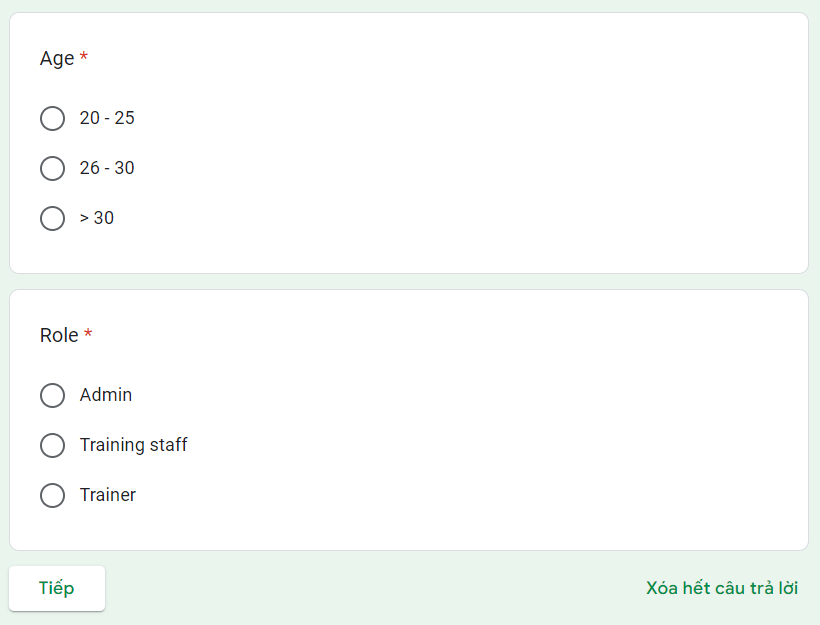 Age *
20 - 25
26 - 30
> 30
Role *
Admin
Training staff
Trainer
Tiếp
Xóa hết câu trả lời